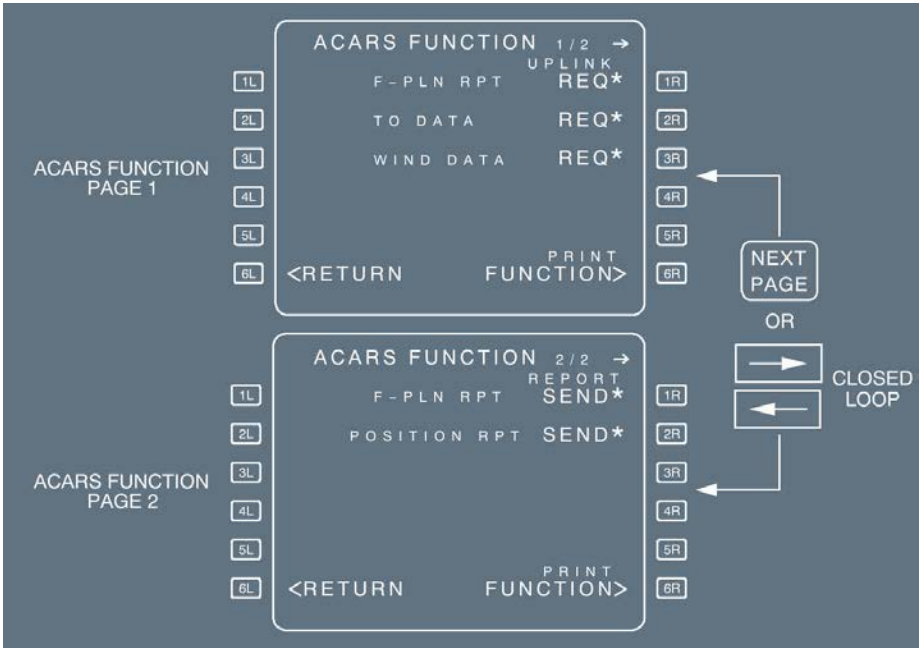 ACARS FUNCTION 1/2 →
UPLINK
1L F-PLN RPT REQ* 1R
2L TO DATA REQ* 2R
3L WIND DATA REQ* 3R
4L 4R
5L 5R
PRINT
6L <RETURN FUNCTION> 6R
ACARS FUNCTION
PAGE 1
ACARS FUNCTION 2/2 →
REPORT
1L F-PLN RPT SEND* 1R
2L POSITION RPT SEND* 2R
3L 3R
4L 4R
5L 5R
PRINT
6L <RETURN FUNCTION> 6R
ACARS FUNCTION
PAGE 2
NEXT
PAGE
OR
→
←
CLOSED
LOOP